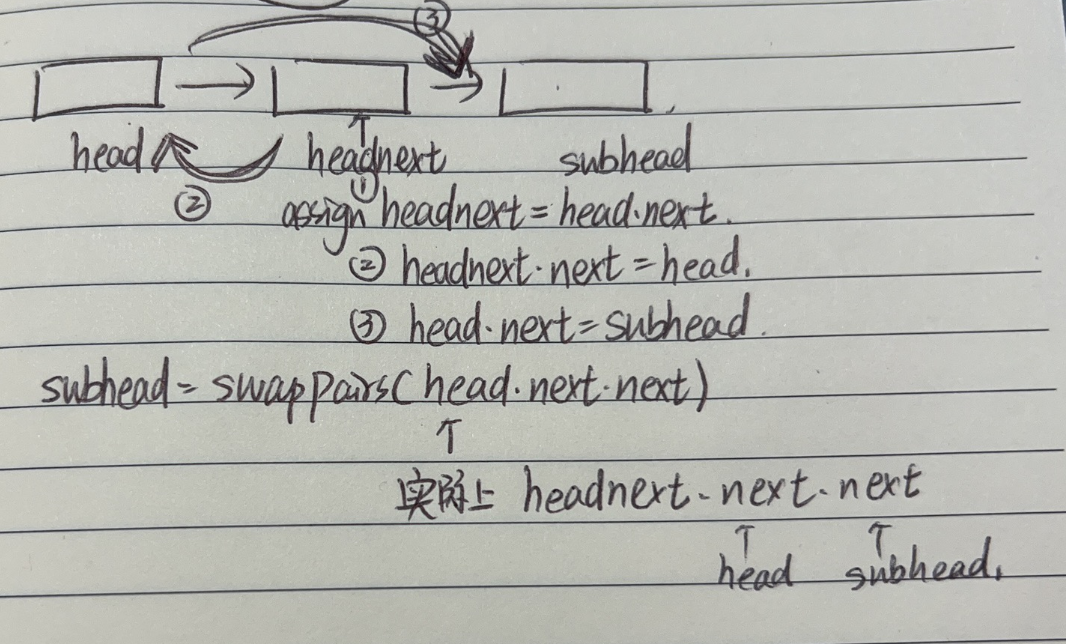 ③
head headnext subhead
②
① assign headnext = head.next.
② headnext.next = head.
③ head.next = subhead.
subhead = swappairs(head.next.next)
↑
实际上 headnext.next.next
↑ ↑
head subhead.